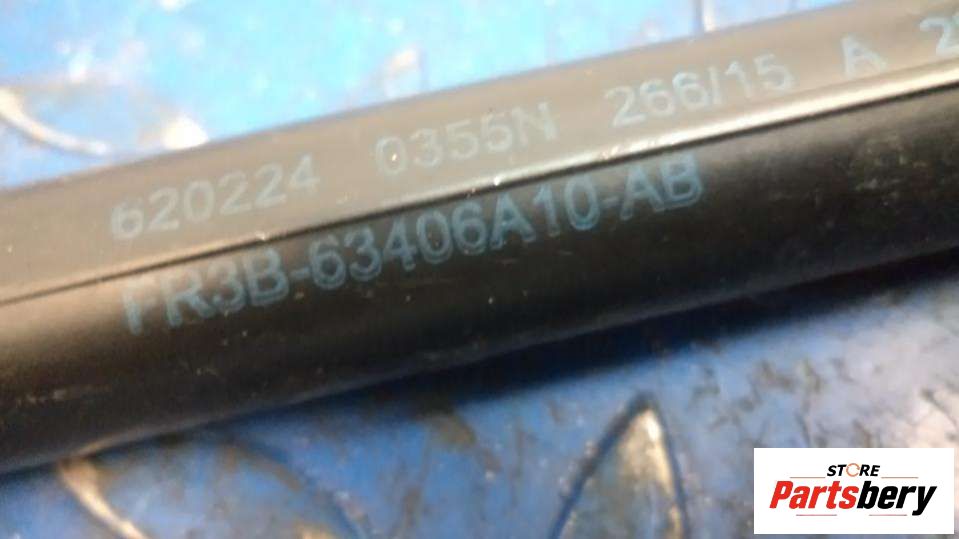 620224 0355N 266/15 A
FR3B-63406A10-AB
STORE
Partsbery